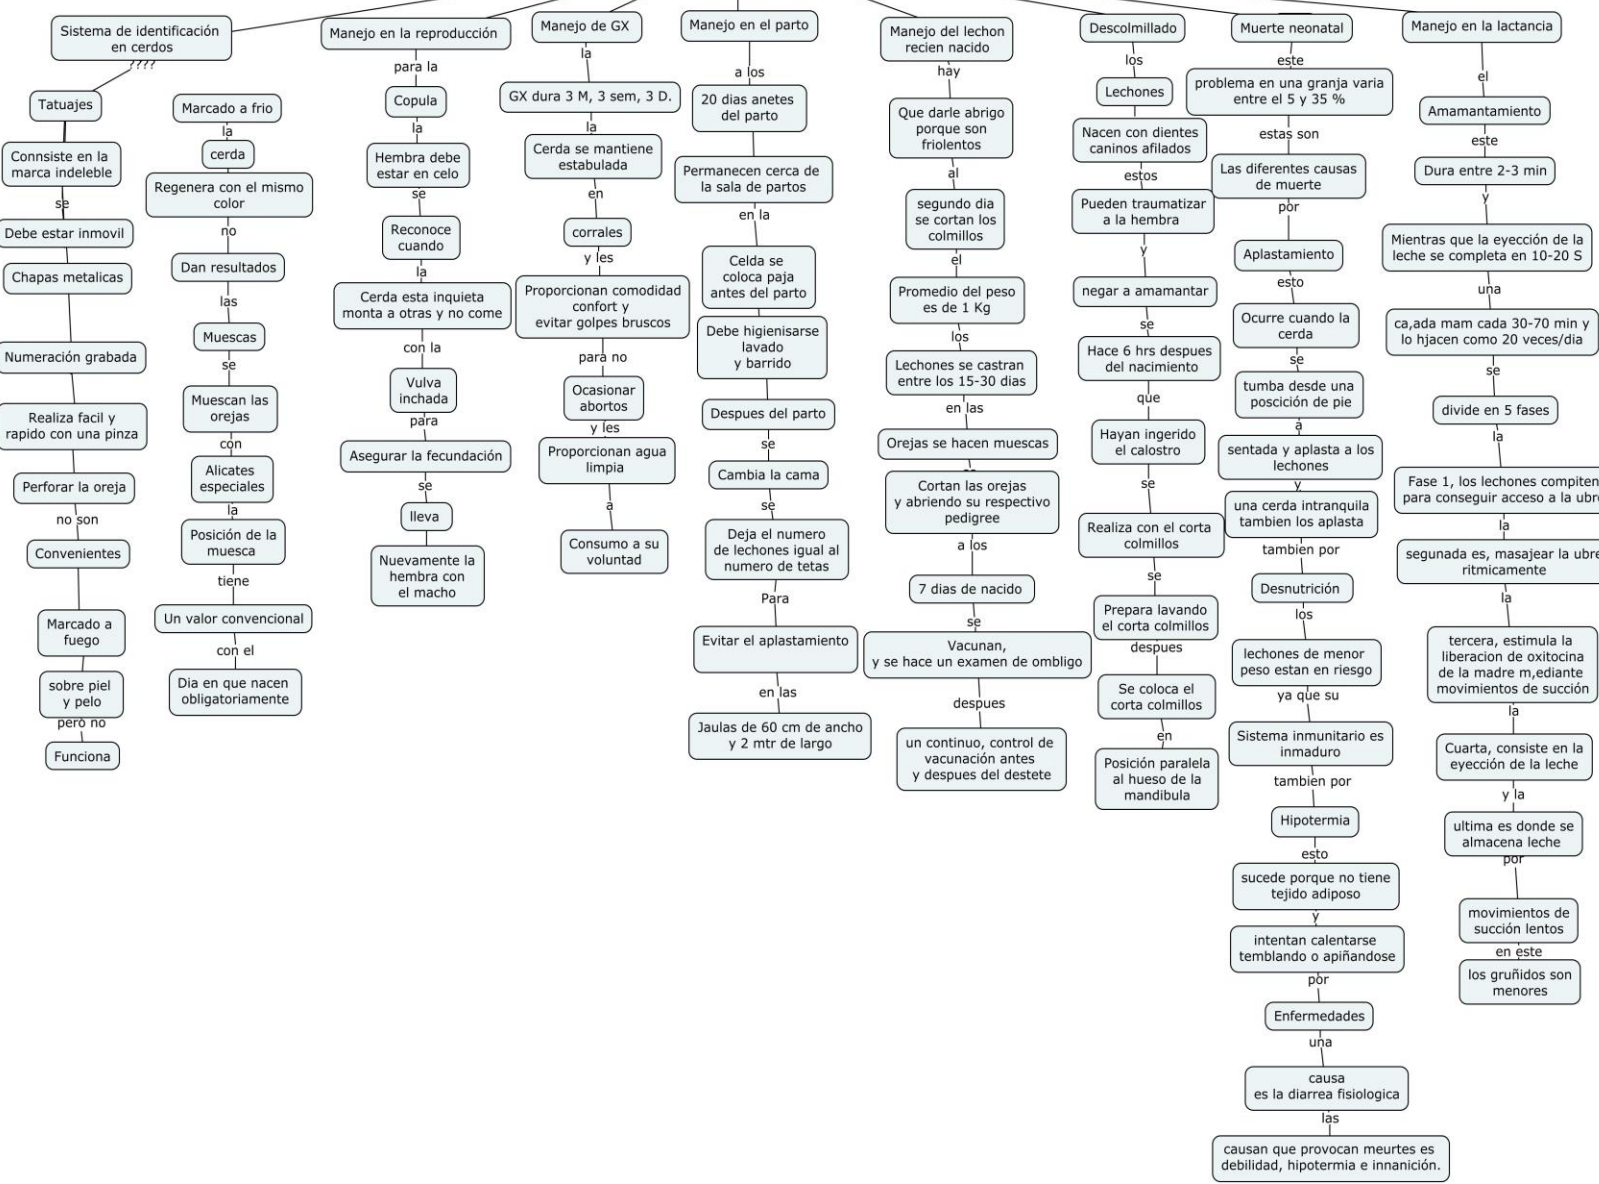 Sistema de identificación
en cerdos
????
Tatuajes
Connsiste en la
marca indeleble
se
Debe estar inmovil
Chapas metalicas
Numeración grabada
Realiza facil y
rapido con una pinza
Perforar la oreja
no son
Convenientes
Marcado a
fuego
sobre piel
y pelo
pero no
Funciona
Marcado a frio
la
cerda
Regenera con el mismo
color
no
Dan resultados
las
Muescas
se
Muescan las
orejas
con
Alicates
especiales
la
Posición de la
muesca
tiene
Un valor convencional
con el
Dia en que nacen
obligatoriamente
Manejo en la reproducción
para la
Copula
la
Hembra debe
estar en celo
se
Reconoce
cuando
la
Cerda esta inquieta
monta a otras y no come
con la
Vulva
inchada
para
Asegurar la fecundación
se
lleva
Nuevamente la
hembra con
el macho
Manejo de GX
la
GX dura 3 M, 3 sem, 3 D.
la
Cerda se mantiene
estabulada
en
corrales
y les
Proporcionan comodidad
confort y
evitar golpes bruscos
para no
Ocasionar
abortos
y les
Proporcionan agua
limpia
a
Consumo a su
voluntad
Manejo en el parto
a los
20 dias anetes
del parto
Permanecen cerca de
la sala de partos
en la
Celda se
coloca paja
antes del parto
Debe higienisarse
lavado
y barrido
Despues del parto
se
Cambia la cama
se
Deja el numero
de lechones igual al
numero de tetas
Para
Evitar el aplastamiento
en las
Jaulas de 60 cm de ancho
y 2 mtr de largo
Manejo del lechon
recien nacido
hay
Que darle abrigo
porque son
friolentos
al
segundo dia
se cortan los
colmillos
el
Promedio del peso
es de 1 Kg
los
Lechones se castran
entre los 15-30 dias
en las
Orejas se hacen muescas
Cortan las orejas
y abriendo su respectivo
pedigree
a los
7 dias de nacido
se
Vacunan,
y se hace un examen de ombligo
despues
un continuo, control de
vacunación antes
y despues del destete
Descolmillado
los
Lechones
Nacen con dientes
caninos afilados
estos
Pueden traumatizar
a la hembra
y
negar a amamantar
se
Hace 6 hrs despues
del nacimiento
que
Hayan ingerido
el calostro
se
Realiza con el corta
colmillos
se
Prepara lavando
el corta colmillos
despues
Se coloca el
corta colmillos
en
Posición paralela
al hueso de la
mandibula
Muerte neonatal
este
problema en una granja varia
entre el 5 y 35 %
estas son
Las diferentes causas
de muerte
por
Aplastamiento
esto
Ocurre cuando la
cerda
se
tumba desde una
poscición de pie
a
sentada y aplasta a los
lechones
y
una cerda intranquila
tambien los aplasta
tambien por
Desnutrición
los
lechones de menor
peso estan en riesgo
ya que su
Sistema inmunitario es
inmaduro
tambien por
Hipotermia
esto
sucede porque no tiene
tejido adiposo
y
intentan calentarse
temblando o apiñandose
por
Enfermedades
una
causa
es la diarrea fisiologica
las
causan que provocan meurtes es
debilidad, hipotermia e innanición.
Manejo en la lactancia
el
Amamantamiento
este
Dura entre 2-3 min
y
Mientras que la eyección de la
leche se completa en 10-20 S
una
ca,ada mam cada 30-70 min y
lo hjacen como 20 veces/dia
se
divide en 5 fases
la
Fase 1, los lechones compiten
para conseguir acceso a la ubre
la
segunada es, masajear la ubre
ritmicamente
la
tercera, estimula la
liberacion de oxitocina
de la madre m,ediante
movimientos de succión
la
Cuarta, consiste en la
eyección de la leche
y la
ultima es donde se
almacena leche
por
movimientos de
succión lentos
en este
los gruñidos son
menores